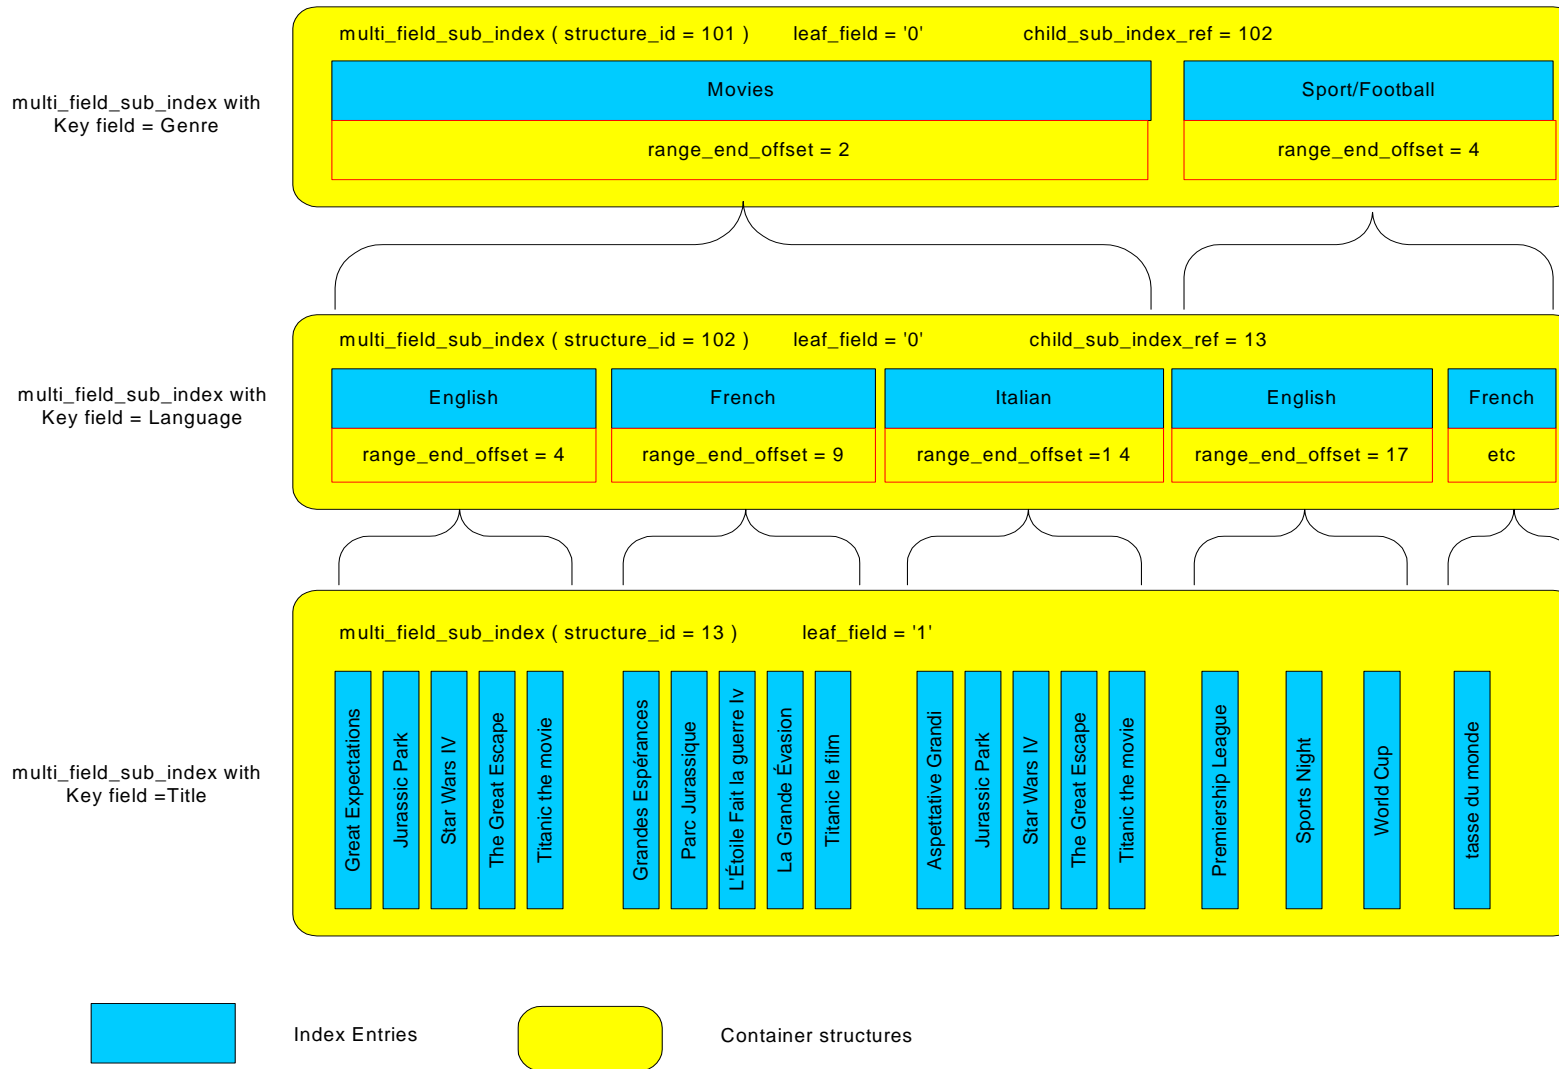 multi_field_sub_index ( structure_id = 101 ) leaf_field = '0' child_sub_index_ref = 102
multi_field_sub_index with
Key field = Genre
Movies
Sport/Football
range_end_offset = 2
range_end_offset = 4
multi_field_sub_index ( structure_id = 102 ) leaf_field = '0' child_sub_index_ref = 13
multi_field_sub_index with
Key field = Language
English
French
Italian
English
French
range_end_offset = 4
range_end_offset = 9
range_end_offset =1 4
range_end_offset = 17
etc
multi_field_sub_index ( structure_id = 13 ) leaf_field = '1'
multi_field_sub_index with
Key field =Title
Great Expectations
Jurassic Park
Star Wars IV
The Great Escape
Titanic the movie
Grandes Espérances
Parc Jurassique
L'Étoile Fait la guerre Iv
La Grande Évasion
Titanic le film
Aspettative Grandi
Jurassic Park
Star Wars IV
The Great Escape
Titanic the movie
Premiership League
Sports Night
World Cup
tasse du monde
Index Entries
Container structures